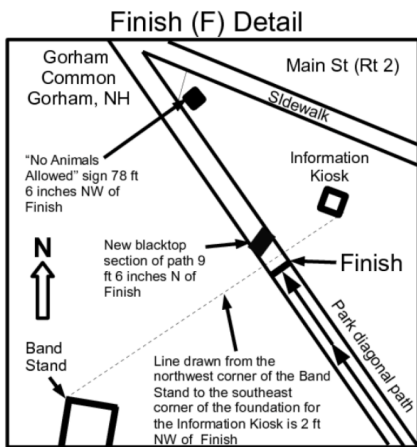 Finish (F) Detail
Gorham
Common
Gorham, NH
Main St (Rt 2)
SIdewalk
“No Animals
Allowed” sign 78 ft
6 inches NW of
Finish
Information
Kiosk
New blacktop
section of path 9
ft 6 inches N of
Finish
Finish
N
Park diagonal path
Band
Stand
Line drawn from the
northwest corner of the Band
Stand to the southeast
corner of the foundation for
the Information Kiosk is 2 ft
NW of Finish